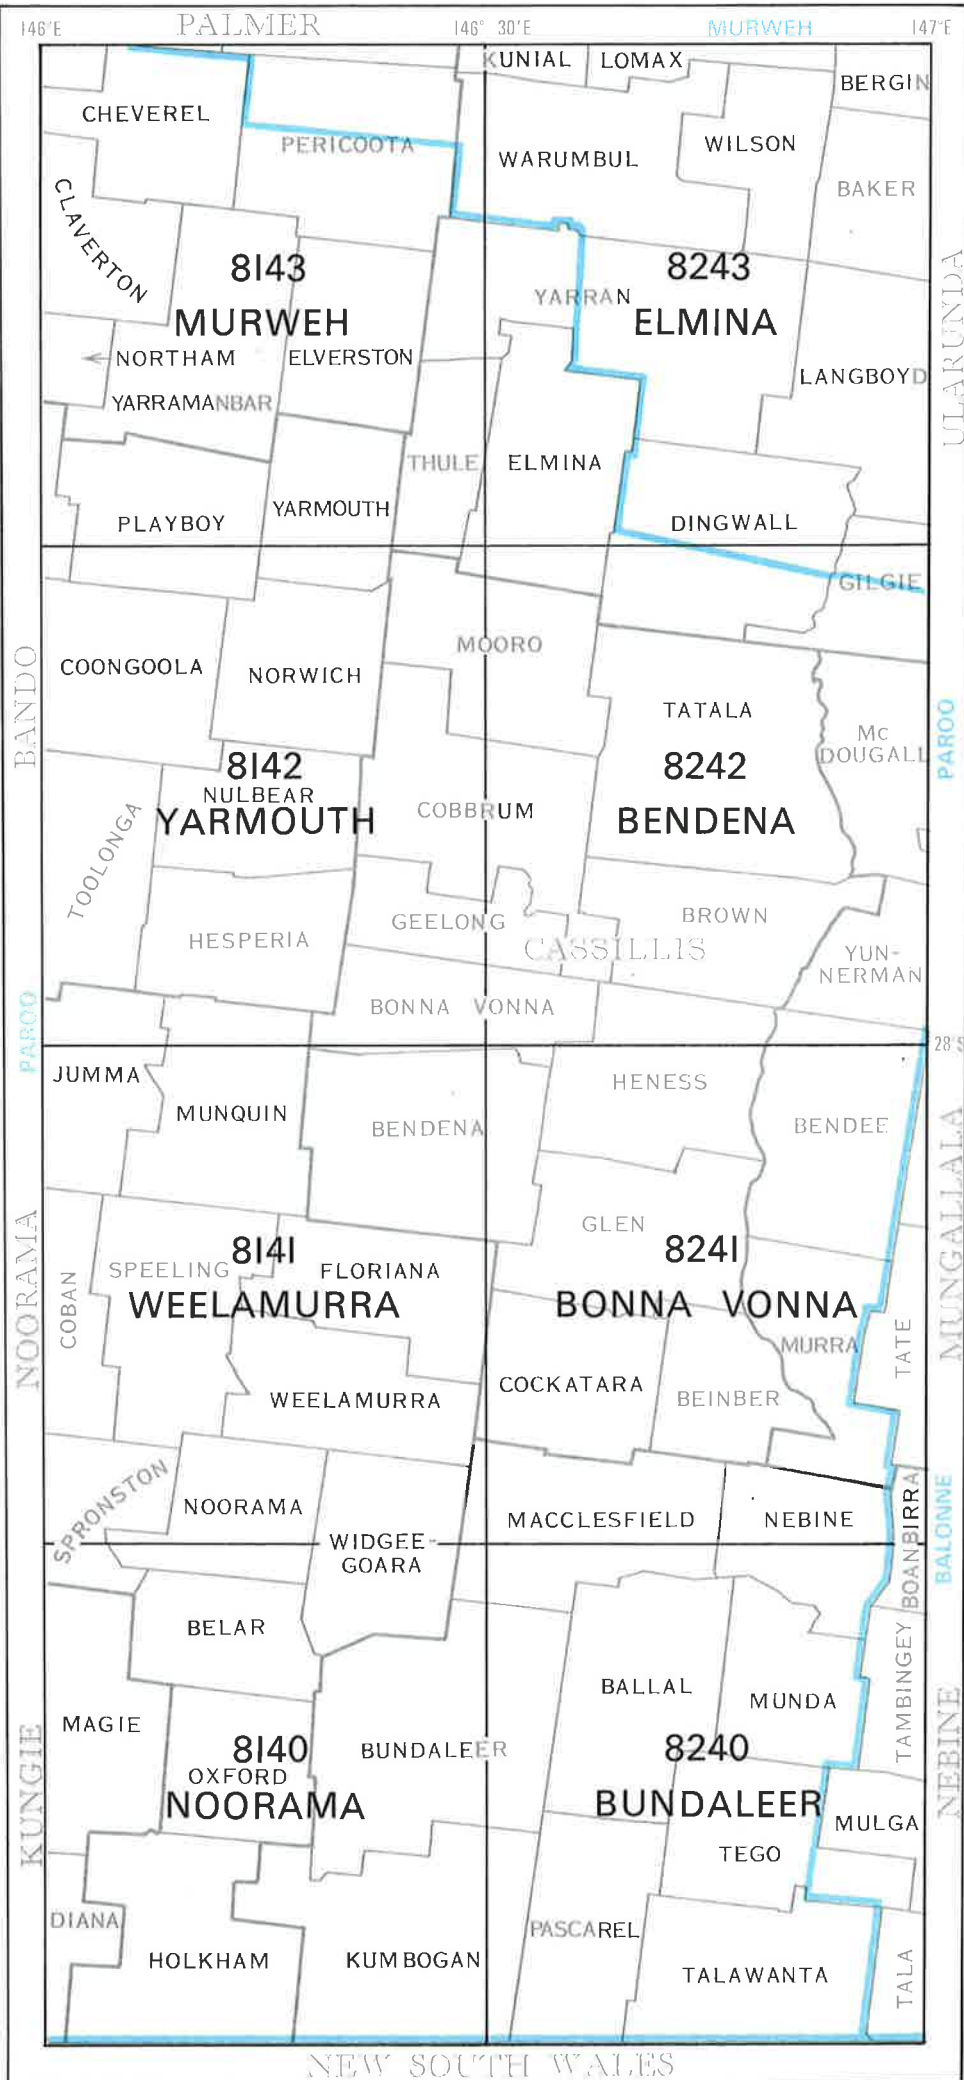 PALMER
MURWEH
146°E
146° 30'E
147°E
KUNIAL
LOMAX
BERGIN
CHEVEREL
PERICOOTA
WARUMBUL
WILSON
BAKER
CLAVERTON
8143
MURWEH
8243
ELMINA
YARRAN
NORTHAM
ELVERSTON
LANGBOYD
ULARUNDA
YARRAMANBAR
THULE
ELMINA
PLAYBOY
YARMOUTH
DINGWALL
GILGIE
MOORO
COONGOOLA
NORWICH
BANDO
TATALA
Mc
DOUGALL
PAROO
8142
NULBEAR
YARMOUTH
8242
BENDENA
COBBRUM
TOOLONGA
HESPERIA
GEELONG
BROWN
CASSILLIS
YUN-
NERMAN
BONNA VONNA
PAROO
28°S
JUMMA
MUNQUIN
BENDENA
HENESS
BENDEE
MUNGALLALA
NOORAMA
COBAN
SPEELING
8141
FLORIANA
WEELAMURRA
GLEN
8241
BONNA VONNA
MURRA
TATE
WEELAMURRA
COCKATARA
BEINBER
SPRONSTON
NOORAMA
WIDGEE-
GOARA
MACCLESFIELD
NEBINE
BOANBIRRA
BALONNE
BELAR
BALLAL
MUNDA
TAMBINGEY
NEBINE
MAGIE
KUNGIE
8140
OXFORD
NOORAMA
BUNDALEER
8240
BUNDALEER
MULGA
TEGO
DIANA
HOLKHAM
KUMBOGAN
PASCAREL
TALAWANTA
TALA
NEW SOUTH WALES